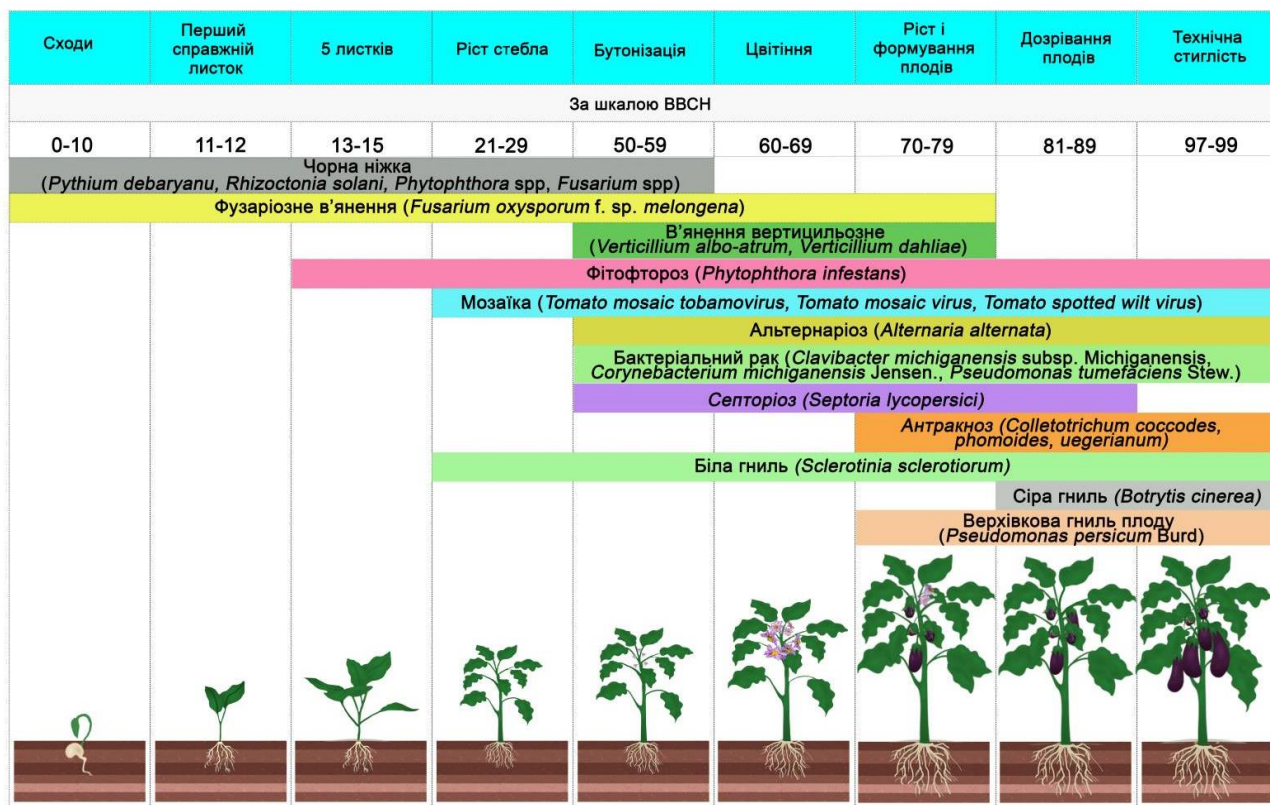 Сходи
Перший
справжній
листок
5 листків
Ріст стебла
Бутонізація
Цвітіння
Ріст і
формування
плодів
Дозрівання
плодів
Технічна
стиглість
За шкалою BBCH
0-10
11-12
13-15
21-29
50-59
60-69
70-79
81-89
97-99
Чорна ніжка
(Pythium debaryanu, Rhizoctonia solani, Phytophthora spp, Fusarium spp)
Фузаріозне в'янення (Fusarium oxysporum f. sp. melongena)
В'янення вертицильозне
(Verticillium albo-atrum, Verticillium dahliae)
Фітофтороз (Phytophthora infestans)
Мозаїка (Tomato mosaic tobamovirus, Tomato mosaic virus, Tomato spotted wilt virus)
Альтернаріоз (Alternaria alternata)
Бактеріальний рак (Clavibacter michiganensis subsp. Michiganensis,
Corynebacterium michiganensis Jensen., Pseudomonas tumefaciens Stew.)
Септоріоз (Septoria lycopersici)
Антракноз (Colletotrichum coccodes,
phomoides, uegerianum)
Біла гниль (Sclerotinia sclerotiorum)
Сіра гниль (Botrytis cinerea)
Верхівкова гниль плоду
(Pseudomonas persicum Burd)